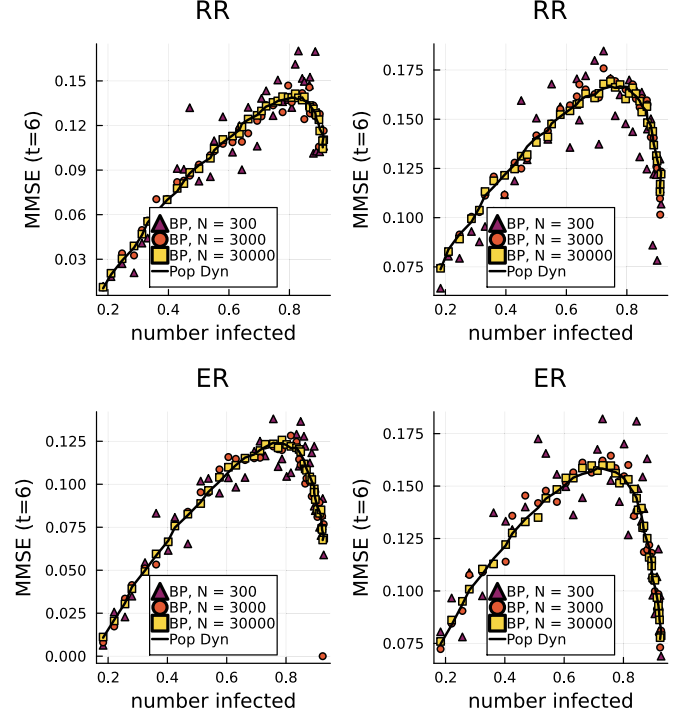 RR
RR
MMSE (t=6)
0.15
0.12
0.09
0.06
0.03
BP, N = 300
BP, N = 3000
BP, N = 30000
Pop Dyn
0.2 0.4 0.6 0.8
number infected
MMSE (t=6)
0.175
0.150
0.125
0.100
0.075
BP, N = 300
BP, N = 3000
BP, N = 30000
Pop Dyn
0.2 0.4 0.6 0.8
number infected
ER
ER
MMSE (t=6)
0.125
0.100
0.075
0.050
0.025
0.000
BP, N = 300
BP, N = 3000
BP, N = 30000
Pop Dyn
0.2 0.4 0.6 0.8
number infected
MMSE (t=6)
0.175
0.150
0.125
0.100
0.075
BP, N = 300
BP, N = 3000
BP, N = 30000
Pop Dyn
0.2 0.4 0.6 0.8
number infected